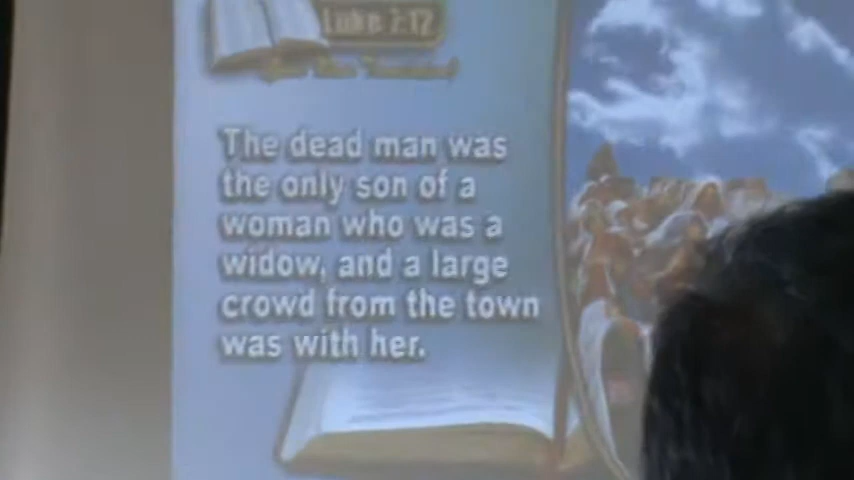 Luke 7:12
The dead man was
the only son of a
woman who was a
widow, and a large
crowd from the town
was with her.